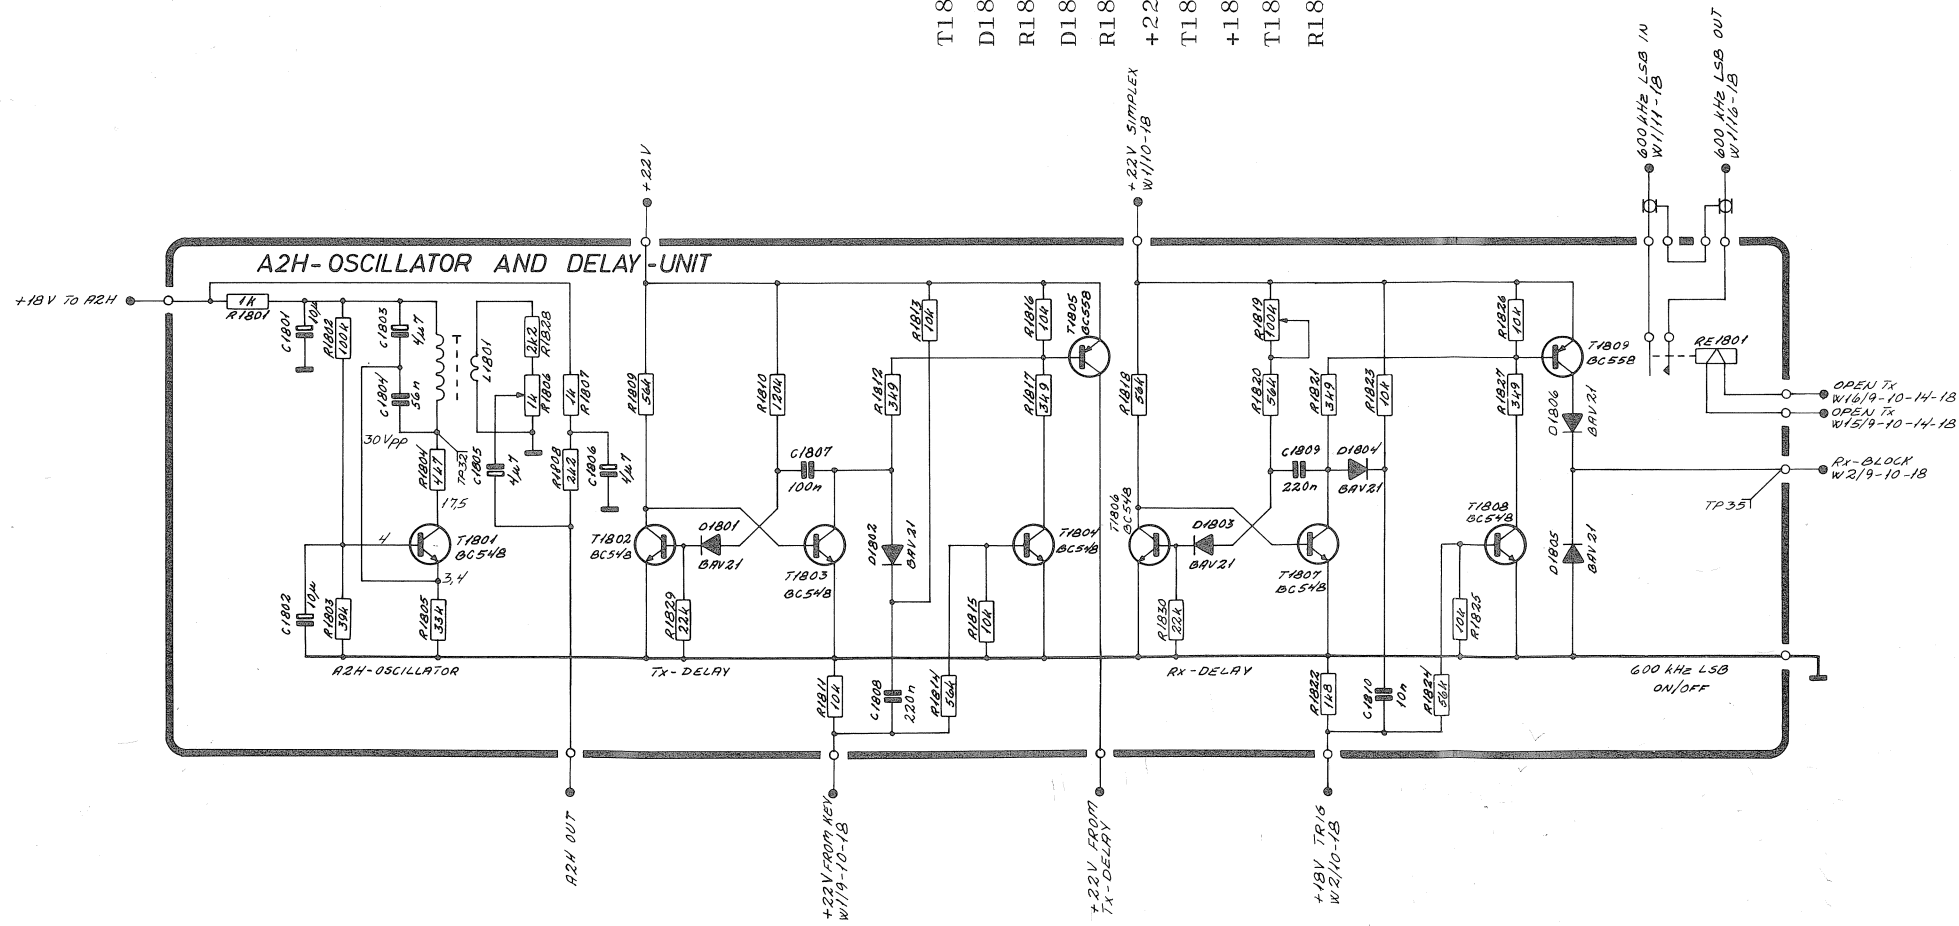 T18
D18
R18
D18
R18
+22
T18
+18
T18
R18
600 kHz LSB IN
W1/11-18
600 kHz LSB OUT
W1/16-18
+22V
+22V SIMPLEX
W1/10-18
A2H-OSCILLATOR AND DELAY-UNIT
+18V TO A2H
1k
R1801
C1801
10µ
R1802
100k
C1803
4µ7
C1804
56n
L1801
2k2
R1828
1k
R1806
1k
R1807
30Vpp
R1804
4k7
TP32
C1805
4µ7
R1808
2k2
C1806
4µ7
17,5
4
T1801
BC548
3,4
C1802
10µ
R1803
39k
R1805
33k
A2H-OSCILLATOR
R1809
56k
R1810
120k
R1812
3k9
R1813
10k
R1816
10k
T1805
BC558
R1817
3k9
C1807
100n
T1802
BC548
D1801
BAV21
T1803
BC548
D1802
BAV21
T1804
BC548
R1829
22k
R1815
10k
TX-DELAY
R1811
10k
C1808
220n
R1814
56k
R1818
56k
R1819
100k
R1820
56k
R1821
3k9
R1823
10k
R1826
10k
T1809
BC558
R1827
3k9
C1809
220n
D1804
BAV21
D1806
BAV21
T1806
BC548
D1803
BAV21
T1807
BC548
T1808
BC548
D1805
BAV21
R1830
22k
10k
R1825
RX-DELAY
R1822
1k8
C1810
10n
R1824
56k
RE1801
OPEN TX
W16/9-10-14-18
OPEN TX
W15/9-10-14-18
RX-BLOCK
W2/9-10-18
TP35
600 kHz LSB
ON/OFF
A2H OUT
+22V FROM KEY
W1/9-10-18
+22V FROM
TX-DELAY
+18V TRIG
W2/10-18